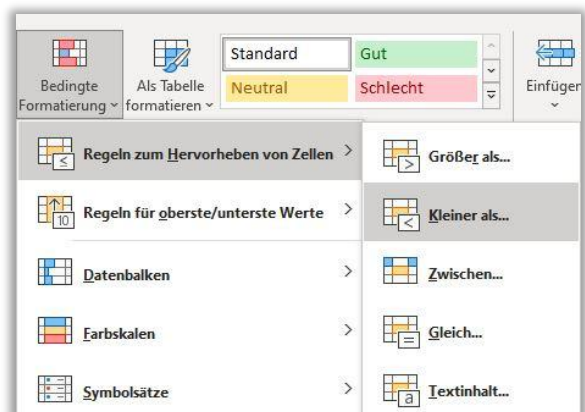 Standard
Gut
Bedingte
Formatierung
Als Tabelle
formatieren
Neutral
Schlecht
Einfügen
Regeln zum Hervorheben von Zellen
Regeln für oberste/unterste Werte
10
Datenbalken
Farbskalen
Symbolsätze
Größer als...
>
Kleiner als...
<
Zwischen...
Gleich...
=
Textinhalt...
a